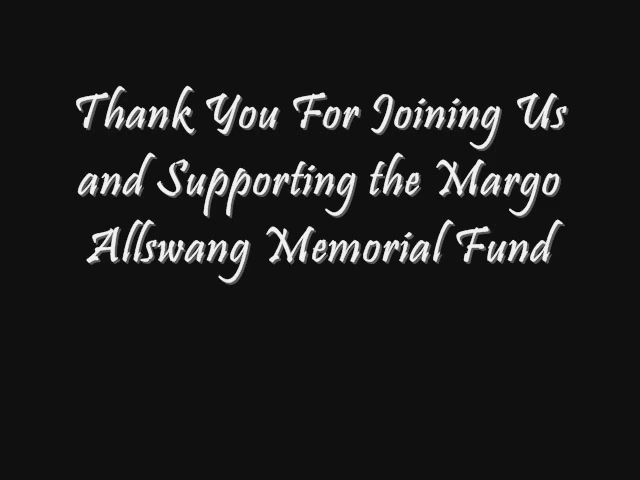 Thank You For Joining Us
and Supporting the Margo
Allswang Memorial Fund